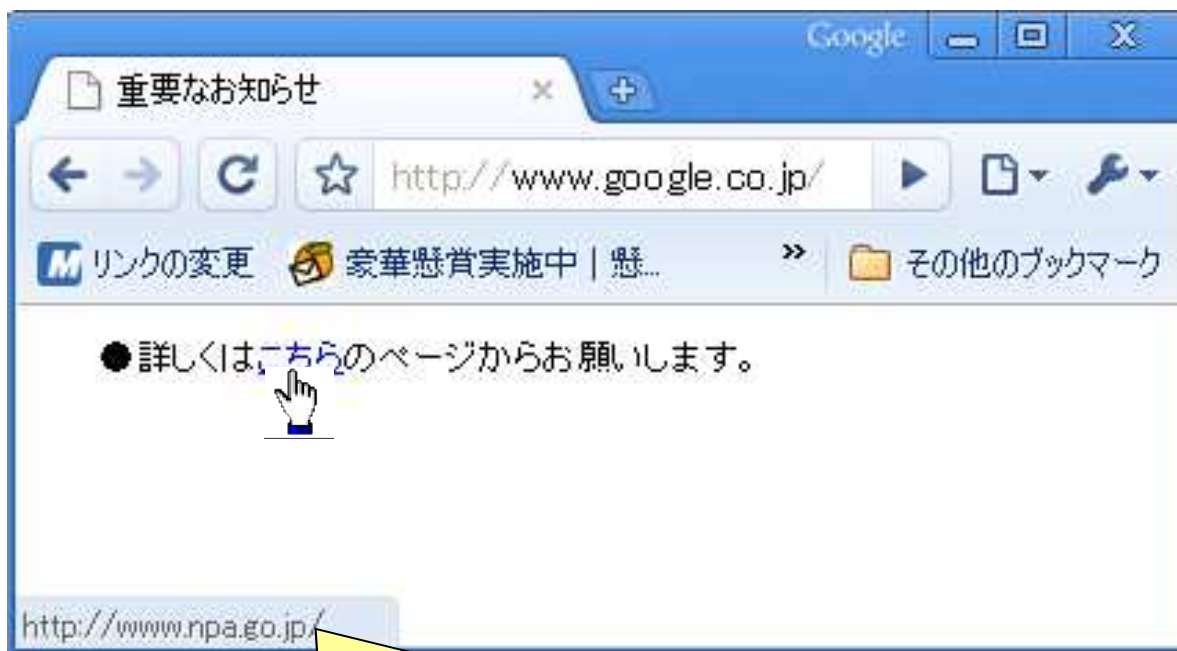 Google
重要なお知らせ
http://www.google.co.jp/
リンクの変更 豪華懸賞実施中 | 懸... » その他のブックマーク
●詳しくはこちらのページからお願いします。
http://www.npa.go.jp/